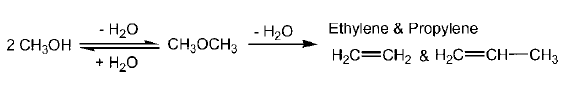 2 CH₃OH - H₂O + H₂O CH₃OCH₃ - H₂O Ethylene & Propylene
H₂C=CH₂ & H₂C=CH—CH₃